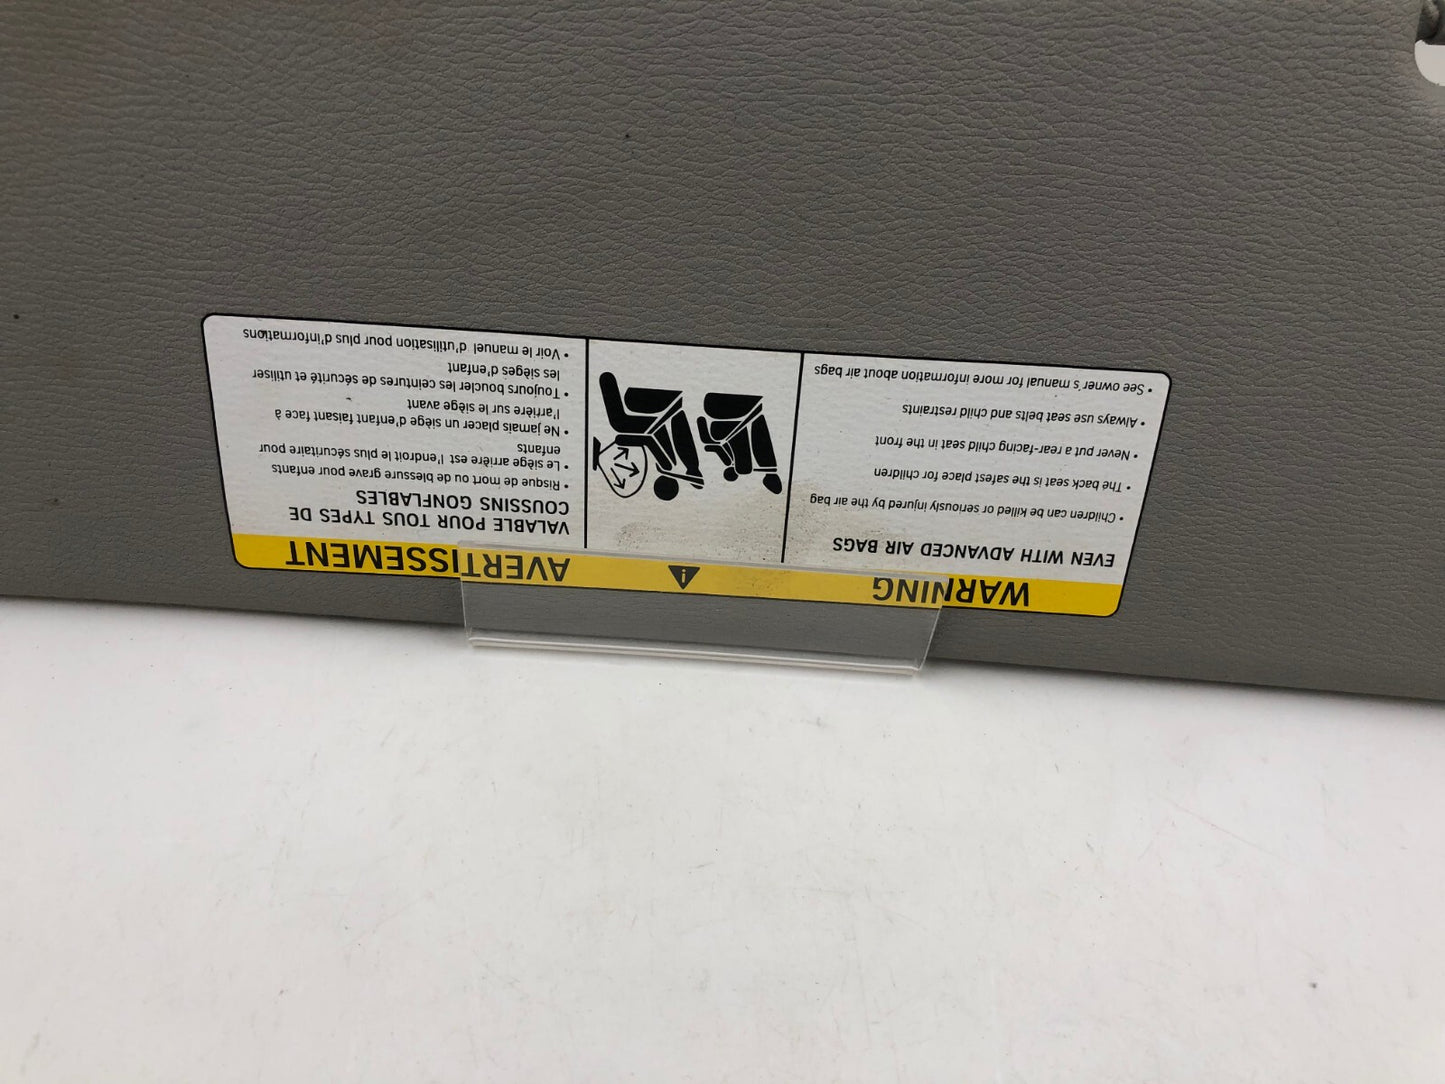 WARNING
EVEN WITH ADVANCED AIR BAGS
• Children can be killed or seriously injured by the air bag
• The back seat is the safest place for children
• Never put a rear-facing child seat in the front
• Always use seat belts and child restraints
• See owner's manual for more information about air bags
AVERTISSEMENT
VALABLE POUR TOUS TYPES DE
COUSSINS GONFLABLES
• Risque de mort ou de blessure grave pour enfants
• Le siège arrière est l'endroit le plus sécuritaire pour
enfants
• Ne jamais placer un siège d'enfant faisant face à
l'arrière sur le siège avant
• Toujours boucler les ceintures de sécurité et utiliser
les sièges d'enfant
• Voir le manuel d'utilisation pour plus d'informations